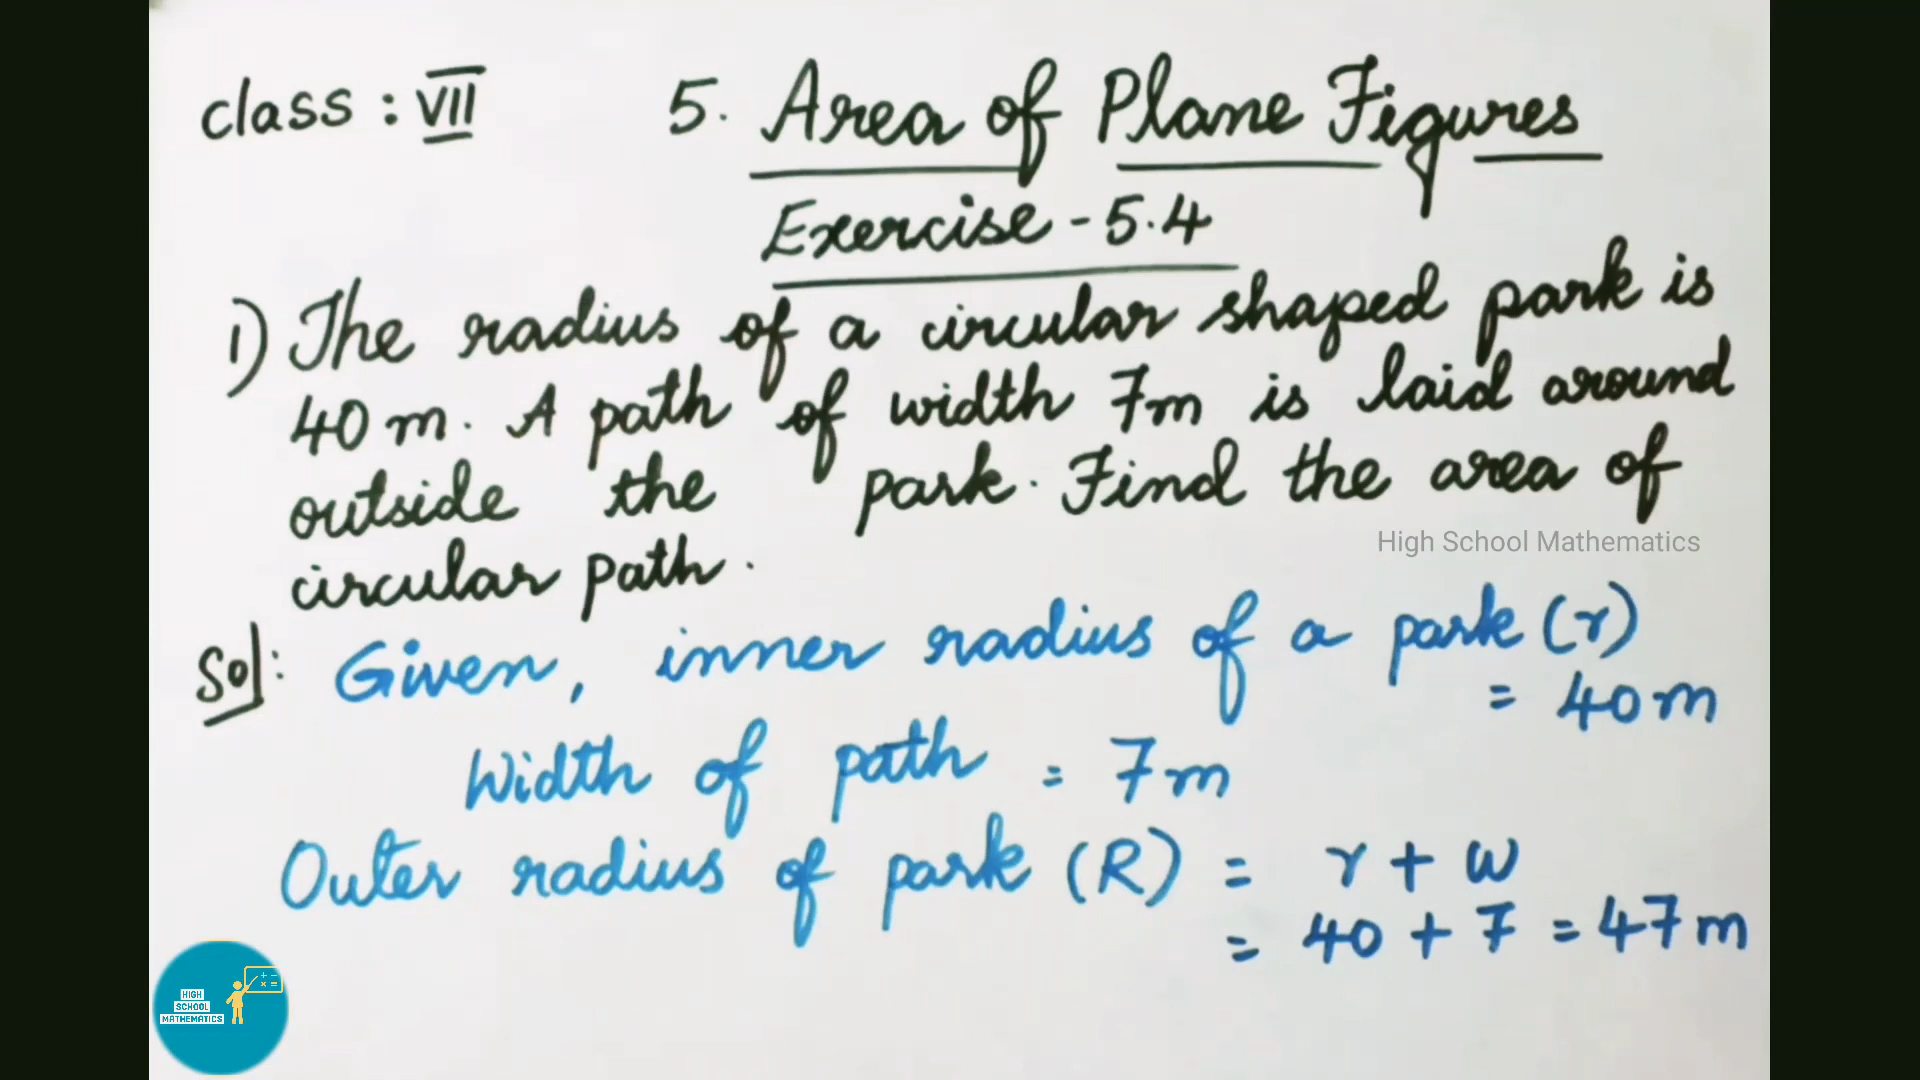 class : VII 5. Area of Plane Figures
Exercise - 5.4
1) The radius of a circular shaped park is
40 m. A path of width 7m is laid around
outside the park. Find the area of
High School Mathematics
circular path.
Sol: Given, inner radius of a park (r)
= 40 m
Width of path = 7 m
Outer radius of park (R) = r + w
= 40 + 7 = 47 m
HIGH
SCHOOL
MATHEMATICS